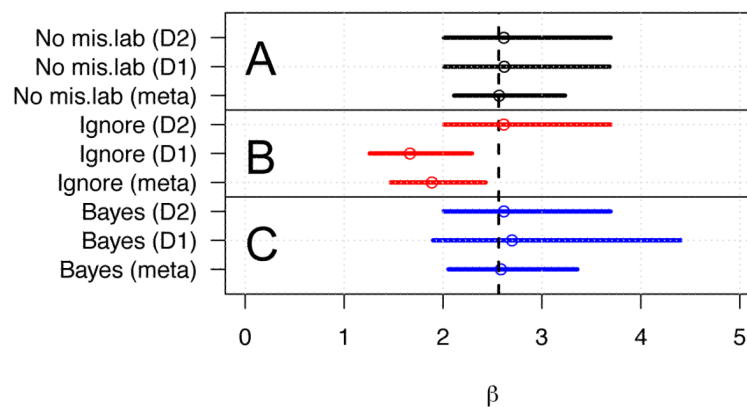 No mis.lab (D2)
No mis.lab (D1)
No mis.lab (meta)
A
Ignore (D2)
Ignore (D1)
Ignore (meta)
B
Bayes (D2)
Bayes (D1)
Bayes (meta)
C
0 1 2 3 4 5
β